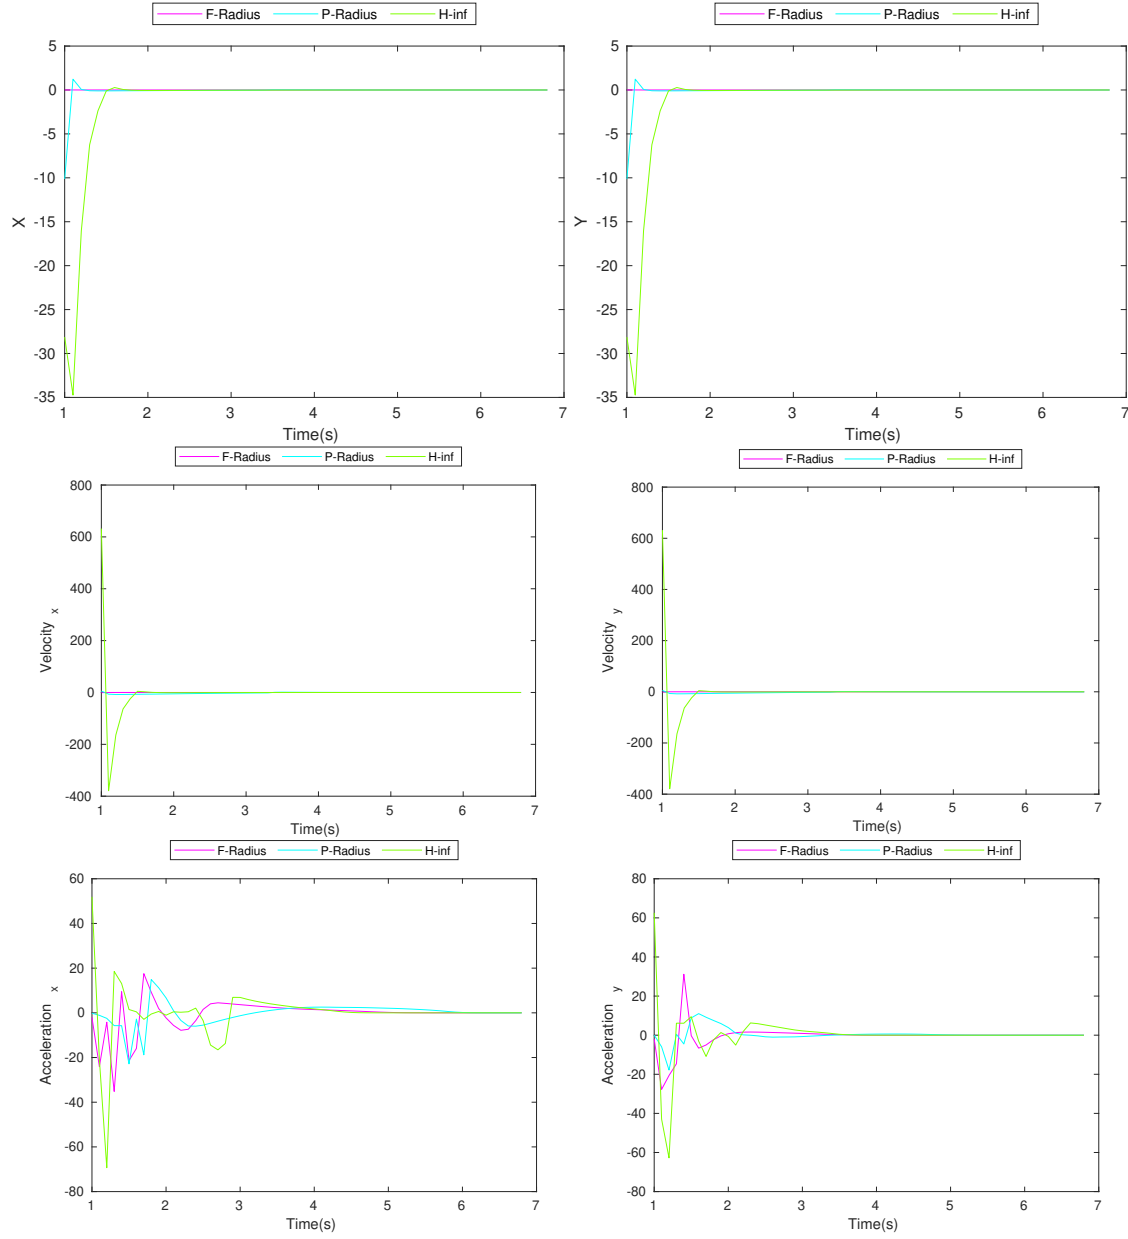 F-Radius P-Radius H-inf
5
0
-5
-10
-15
-20
-25
-30
-35
X
1 2 3 4 5 6 7
Time(s)
F-Radius P-Radius H-inf
5
0
-5
-10
-15
-20
-25
-30
-35
Y
1 2 3 4 5 6 7
Time(s)
F-Radius P-Radius H-inf
800
600
400
200
0
-200
-400
Velocity x
1 2 3 4 5 6 7
Time(s)
F-Radius P-Radius H-inf
800
600
400
200
0
-200
-400
Velocity y
1 2 3 4 5 6 7
Time(s)
F-Radius P-Radius H-inf
60
40
20
0
-20
-40
-60
-80
Acceleration x
1 2 3 4 5 6 7
Time(s)
F-Radius P-Radius H-inf
80
60
40
20
0
-20
-40
-60
-80
Acceleration y
1 2 3 4 5 6 7
Time(s)